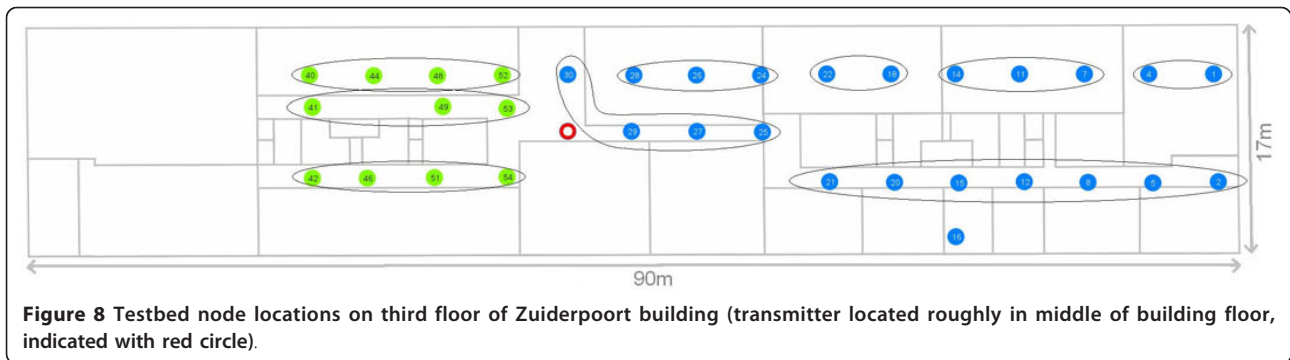 40 44 48 52 30 28 26 24 22 18 14 11 7 4 1
41 49 53
29 27 25
42 46 51 54 21 20 15 12 8 5 2
16
17m
90m
Figure 8 Testbed node locations on third floor of Zuiderpoort building (transmitter located roughly in middle of building floor,
indicated with red circle).